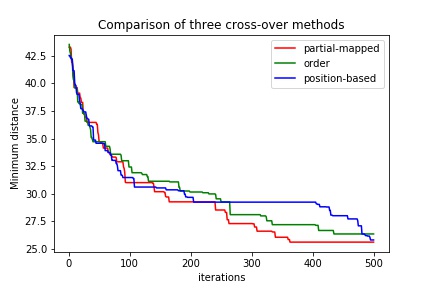 Comparison of three cross-over methods
partial-mapped
order
position-based
Minimum distance
42.5
40.0
37.5
35.0
32.5
30.0
27.5
25.0
0 100 200 300 400 500
iterations